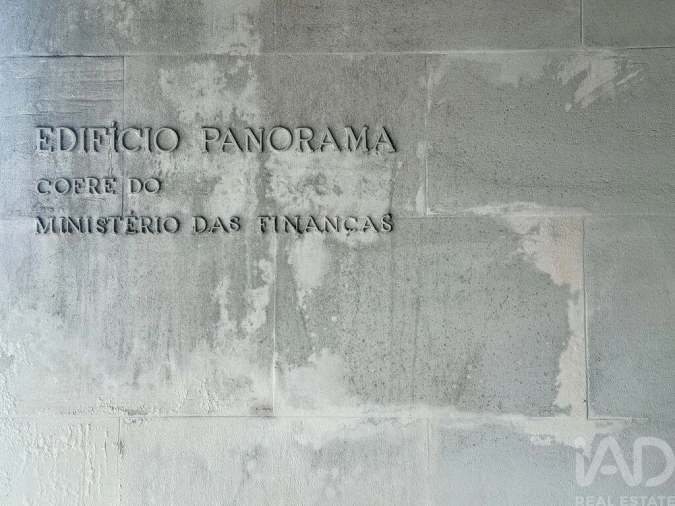 EDIFÍCIO PANORAMA
COFRE DO
MINISTÉRIO DAS FINANÇAS
iAD
REAL ESTATE